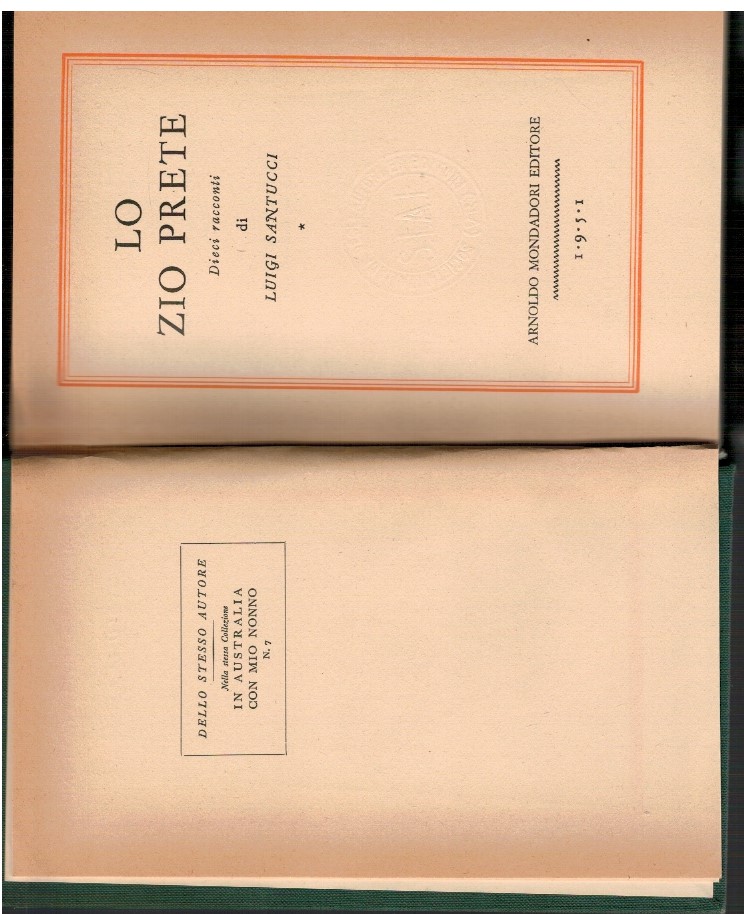 DELLO STESSO AUTORE
Nella stessa Collezione
IN AUSTRALIA
CON MIO NONNO
N. 7
LO
ZIO PRETE
Dieci racconti
di
LUIGI SANTUCCI
*
ARNOLDO MONDADORI EDITORE
1·9·5·1